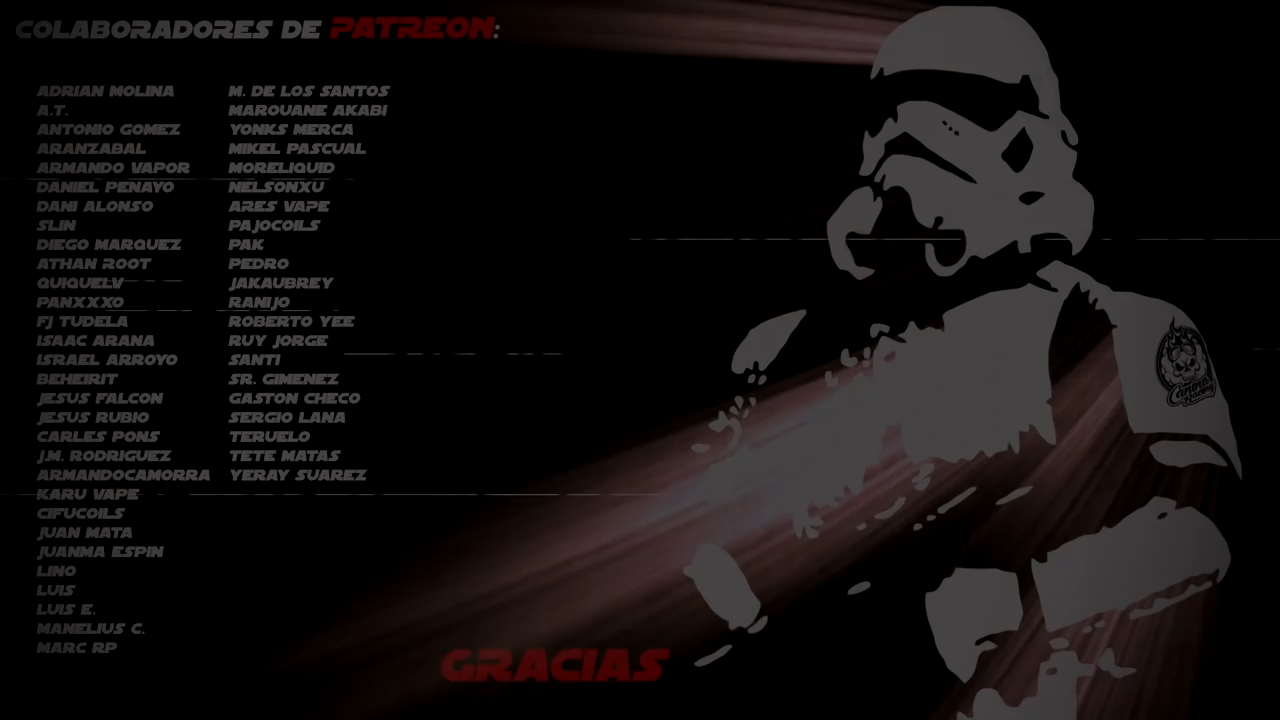 COLABORADORES DE PATREON:
ADRIAN MOLINA
A.T.
ANTONIO GOMEZ
ARANZABAL
ARMANDO VAPOR
DANIEL PENAYO
DANI ALONSO
SLIN
DIEGO MARQUEZ
ATHAN ROOT
QUIQUELV
PANXXXO
FJ TUDELA
ISAAC ARANA
ISRAEL ARROYO
BEHEIRIT
JESUS FALCON
JESUS RUBIO
CARLES PONS
J.M. RODRIGUEZ
ARMANDOCAMORRA
KARU VAPE
CIFUCOILS
JUAN MATA
JUANMA ESPIN
LINO
LUIS
LUIS E.
MANELIUS C.
MARC RP
M. DE LOS SANTOS
MAROUANE AKABI
YONKS MERCA
MIKEL PASCUAL
MORELIQUID
NELSONXU
ARES VAPE
PAJOCOILS
PAK
PEDRO
JAKAUBREY
RANIJO
ROBERTO YEE
RUY JORGE
SANTI
SR. GIMENEZ
GASTON CHECO
SERGIO LANA
TERUELO
TETE MATAS
YERAY SUAREZ
Canino
Racing
GRACIAS